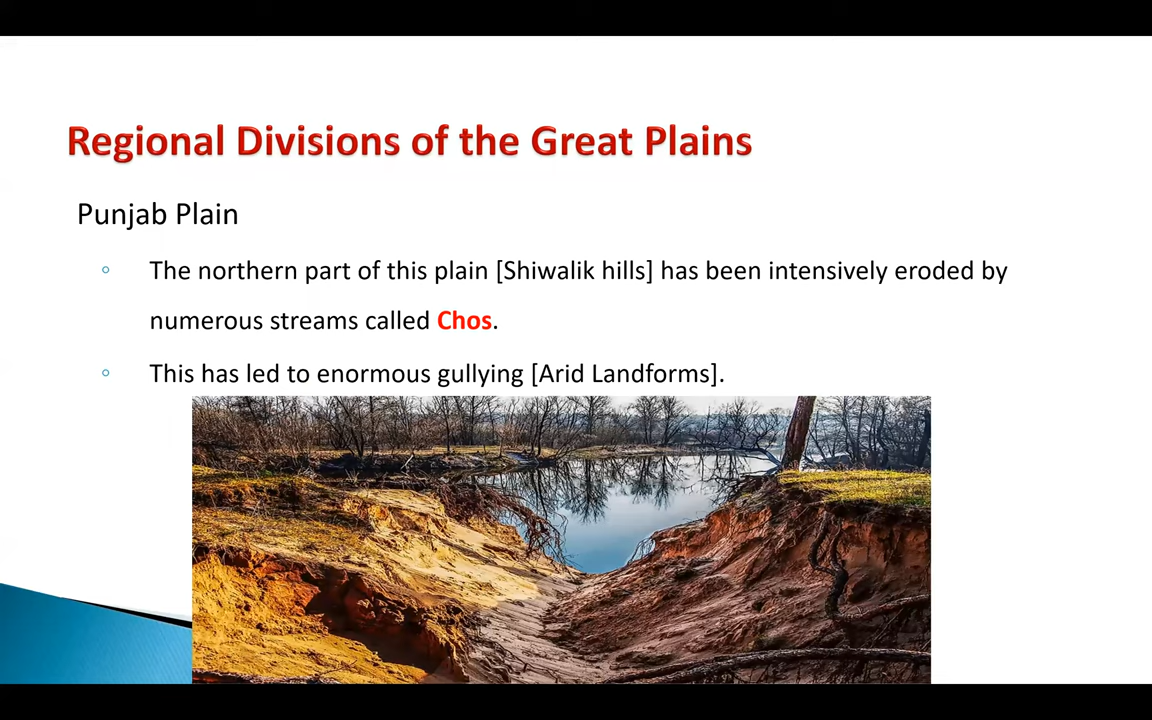 Regional Divisions of the Great Plains
Punjab Plain
The northern part of this plain [Shiwalik hills] has been intensively eroded by
numerous streams called Chos.
This has led to enormous gullying [Arid Landforms].